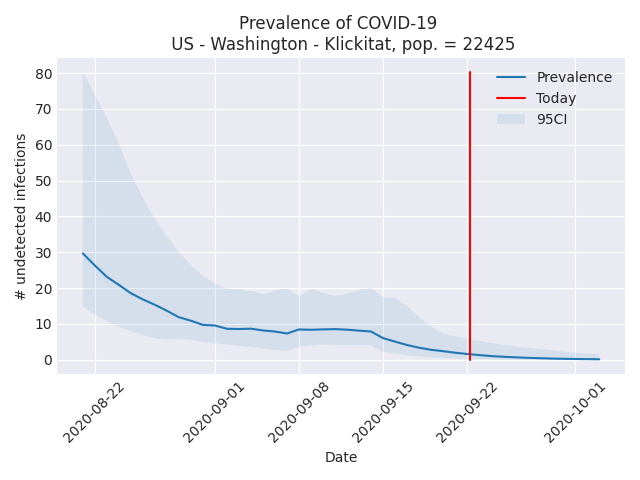 Prevalence of COVID-19
US - Washington - Klickitat, pop. = 22425
# undetected infections
80
70
60
50
40
30
20
10
0
Prevalence
Today
95CI
2020-08-22
2020-09-01
2020-09-08
2020-09-15
2020-09-22
2020-10-01
Date